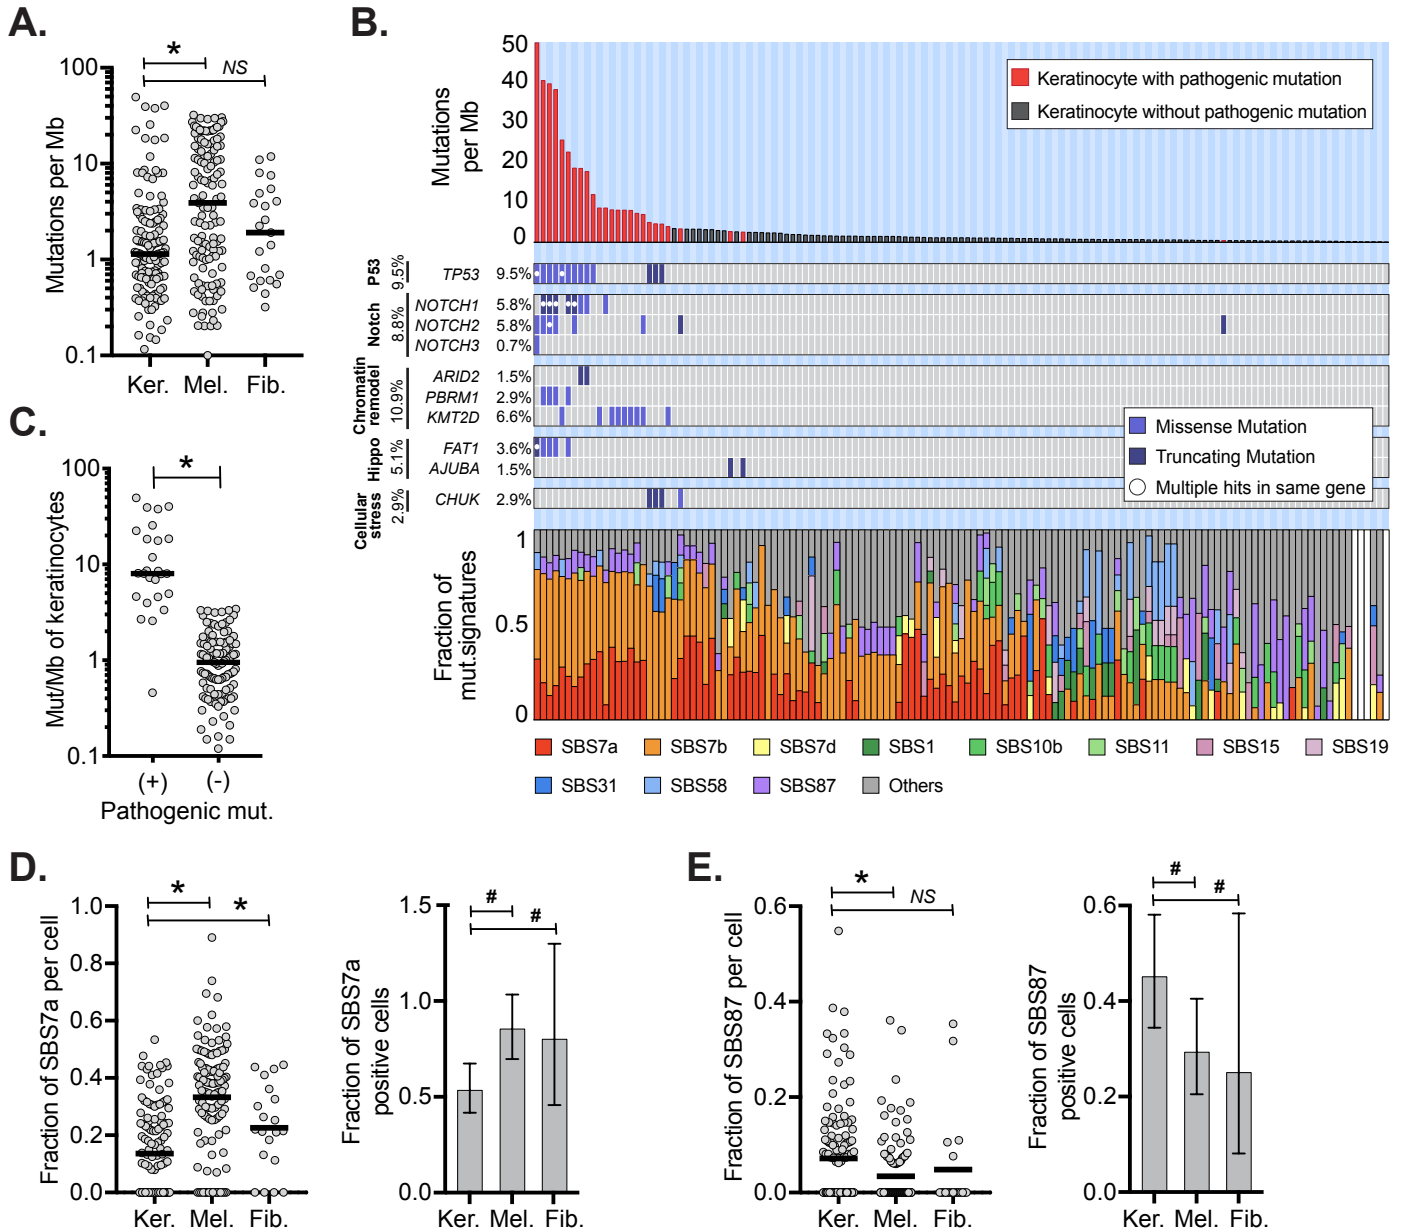 A.
*
NS
100
10
1
0.1
Mutations per Mb
Ker. Mel. Fib.
B.
50
40
30
20
10
0
Mutations
per Mb
Keratinocyte with pathogenic mutation
Keratinocyte without pathogenic mutation
P53
9.5%
TP53 9.5%
Notch
8.8%
NOTCH1 5.8%
NOTCH2 5.8%
NOTCH3 0.7%
Chromatin
remodel
10.9%
ARID2 1.5%
PBRM1 2.9%
KMT2D 6.6%
Hippo
5.1%
FAT1 3.6%
AJUBA 1.5%
Cellular
stress
2.9%
CHUK 2.9%
Missense Mutation
Truncating Mutation
Multiple hits in same gene
1
0.5
0
Fraction of
mut.signatures
SBS7a SBS7b SBS7d SBS1 SBS10b SBS11 SBS15 SBS19
SBS31 SBS58 SBS87 Others
C.
*
100
10
1
0.1
Mut/Mb of keratinocytes
(+) (-)
Pathogenic mut.
D.
*
*
1.0
0.8
0.6
0.4
0.2
0.0
Fraction of SBS7a per cell
Ker. Mel. Fib.
#
#
1.5
1.0
0.5
0.0
Fraction of SBS7a
positive cells
Ker. Mel. Fib.
E.
*
NS
0.6
0.4
0.2
0.0
Fraction of SBS87 per cell
Ker. Mel. Fib.
#
#
0.6
0.4
0.2
0.0
Fraction of SBS87
positive cells
Ker. Mel. Fib.